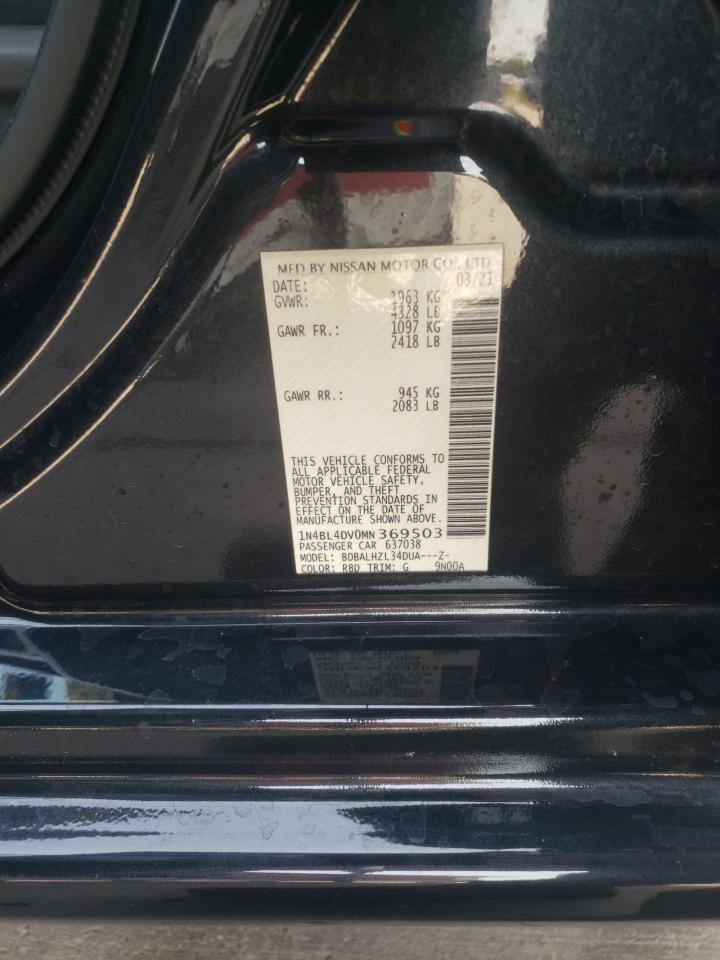 MFD BY NISSAN MOTOR CO., LTD
DATE: 03/21
GVWR: 1963 KG
4328 LB
GAWR FR.: 1097 KG
2418 LB
GAWR RR.: 945 KG
2083 LB
THIS VEHICLE CONFORMS TO
ALL APPLICABLE FEDERAL
MOTOR VEHICLE SAFETY,
BUMPER, AND THEFT
PREVENTION STANDARDS IN
EFFECT ON THE DATE OF
MANUFACTURE SHOWN ABOVE.
1N4BL4DV0MN369503
PASSENGER CAR 637038
MODEL: BDBALHZL34DUA---Z-
COLOR: RBD TRIM: G 9N00A